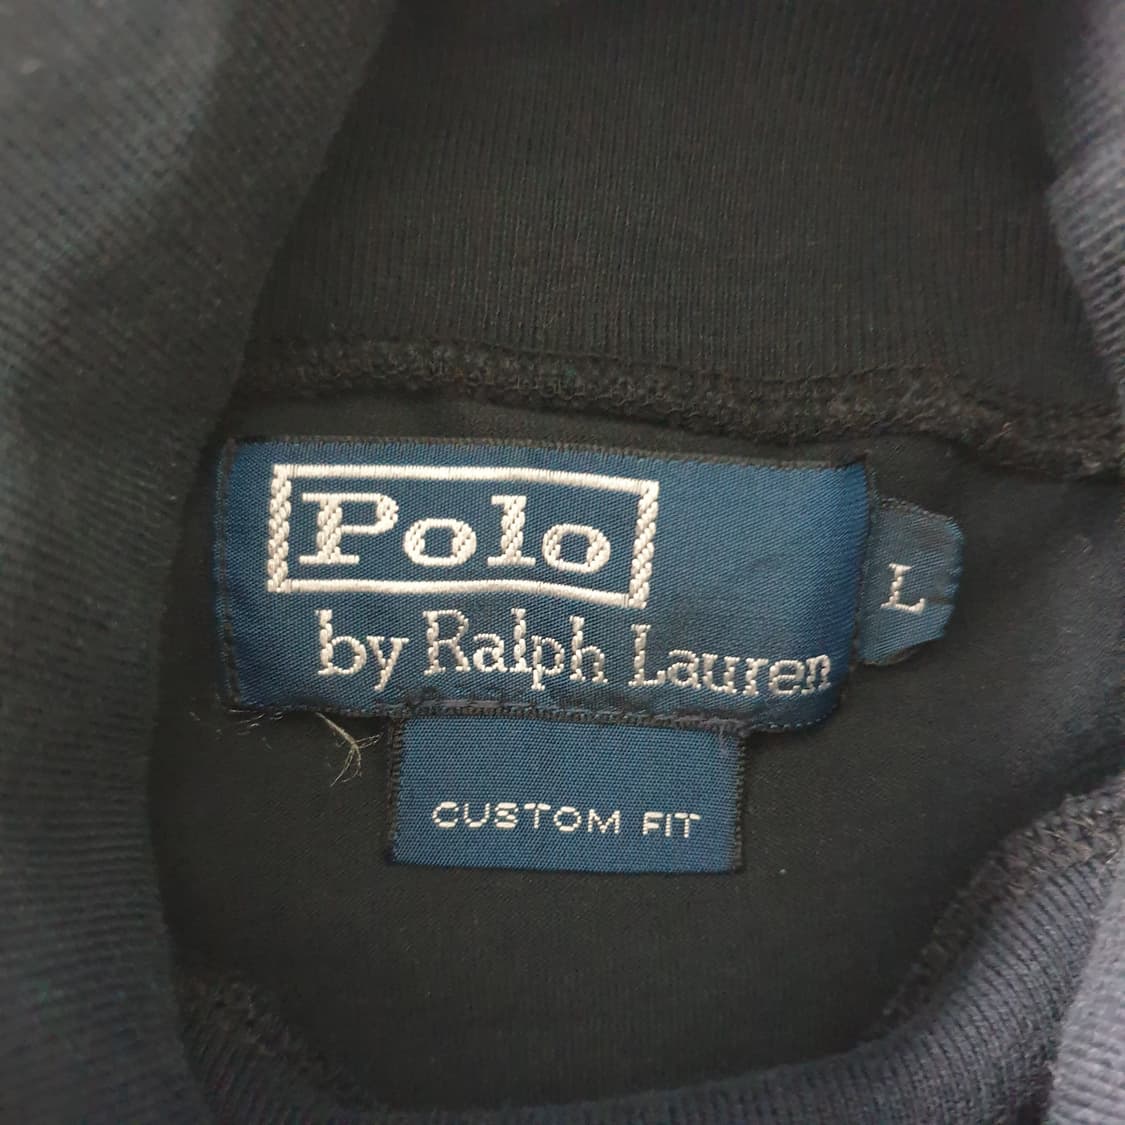 Polo
by Ralph Lauren
L
CUSTOM FIT